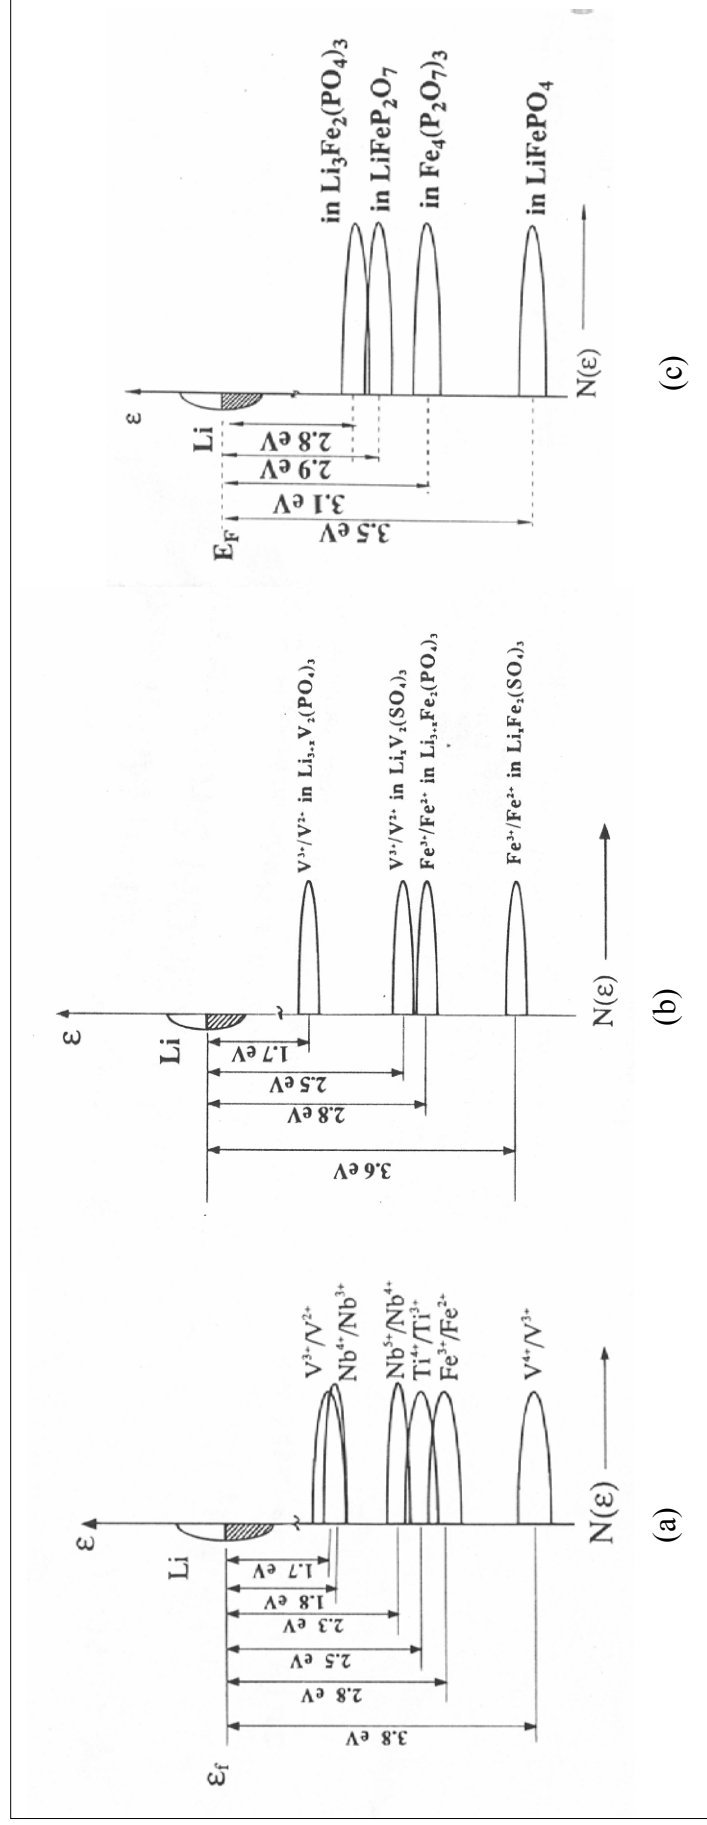 ε
Li
ε_f
1.7 eV
1.8 eV
2.3 eV
2.5 eV
2.8 eV
3.8 eV
V³⁺/V²⁺
Nb⁴⁺/Nb³⁺
Nb⁵⁺/Nb⁴⁺
Ti⁴⁺/Ti³⁺
Fe³⁺/Fe²⁺
V⁴⁺/V³⁺
N(ε)
(a)
ε
Li
1.7 eV
2.5 eV
2.8 eV
3.6 eV
V³⁺/V²⁺ in Li₃₊ₓV₂(PO₄)₃
V³⁺/V²⁺ in LiₓV₂(SO₄)₃
Fe³⁺/Fe²⁺ in Li₃₊ₓFe₂(PO₄)₃
Fe³⁺/Fe²⁺ in LiₓFe₂(SO₄)₃
N(ε)
(b)
ε
Li
E_F
2.8 eV
2.9 eV
3.1 eV
3.5 eV
in Li₃Fe₂(PO₄)₃
in LiFeP₂O₇
in Fe₄(P₂O₇)₃
in LiFePO₄
N(ε)
(c)